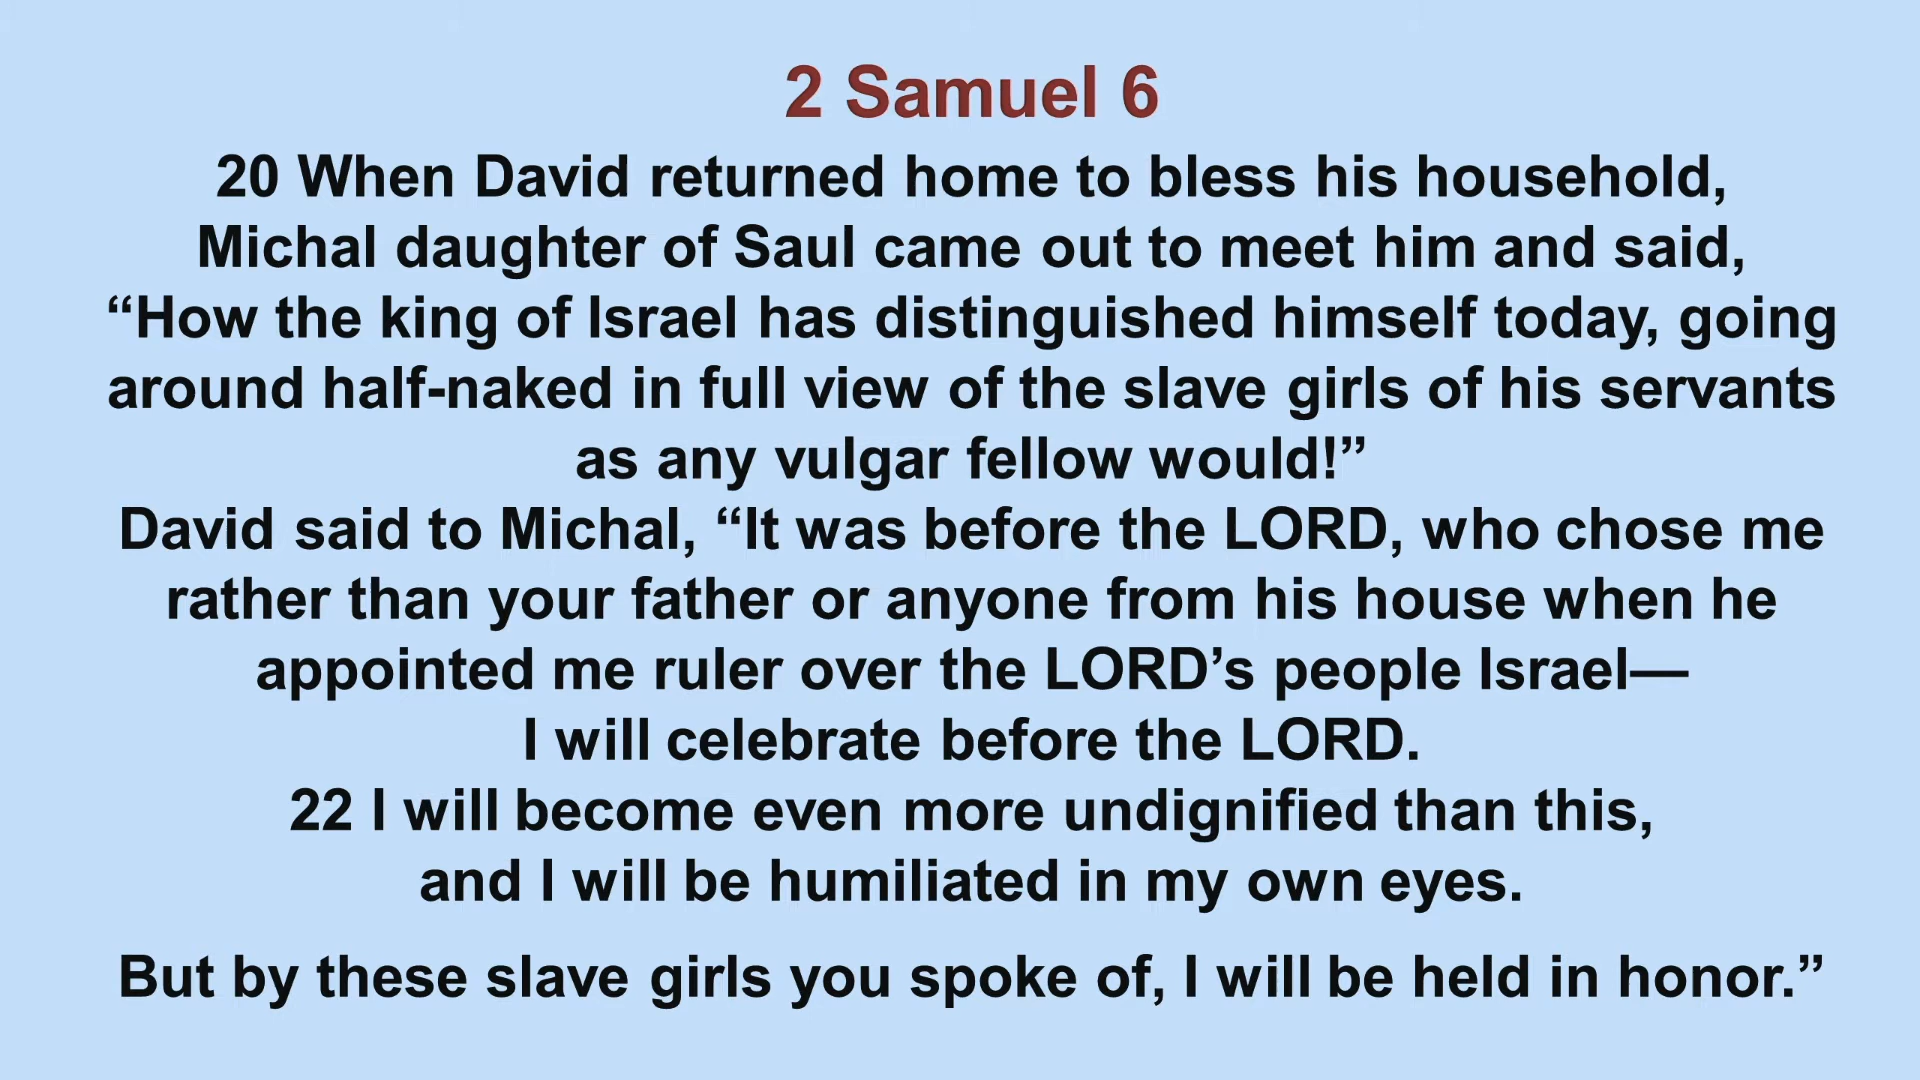 2 Samuel 6
20 When David returned home to bless his household,
Michal daughter of Saul came out to meet him and said,
“How the king of Israel has distinguished himself today, going
around half-naked in full view of the slave girls of his servants
as any vulgar fellow would!”
David said to Michal, “It was before the LORD, who chose me
rather than your father or anyone from his house when he
appointed me ruler over the LORD’s people Israel—
I will celebrate before the LORD.
22 I will become even more undignified than this,
and I will be humiliated in my own eyes.
But by these slave girls you spoke of, I will be held in honor.”